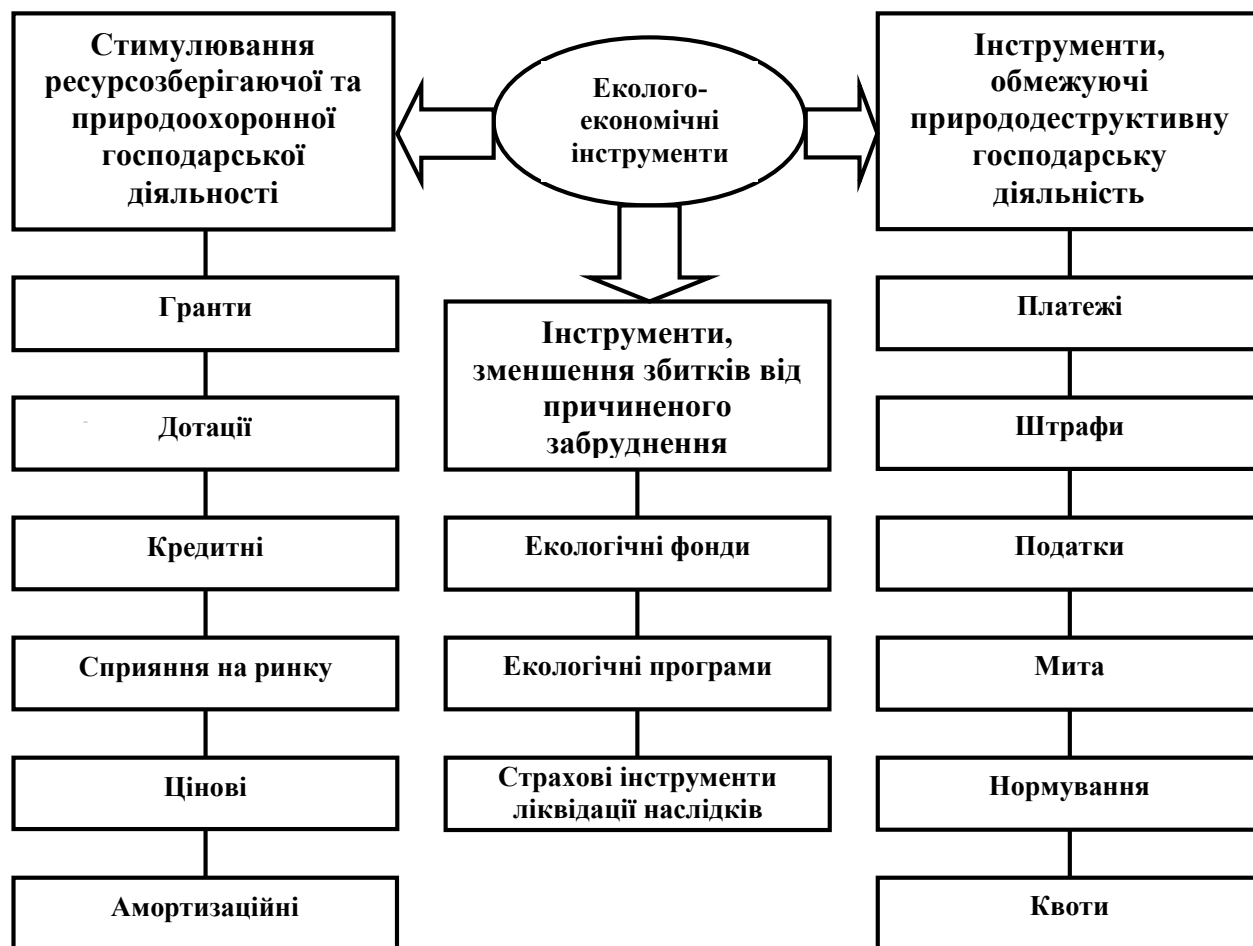 Стимулювання
ресурсозберігаючої та
природоохоронної
господарської
діяльності
Гранти
Дотації
Кредитні
Сприяння на ринку
Цінові
Амортизаційні
Еколого-
економічні
інструменти
Інструменти,
зменшення збитків від
причиненого
забруднення
Екологічні фонди
Екологічні програми
Страхові інструменти
ліквідації наслідків
Інструменти,
обмежуючі
природодеструктивну
господарську
діяльність
Платежі
Штрафи
Податки
Мита
Нормування
Квоти